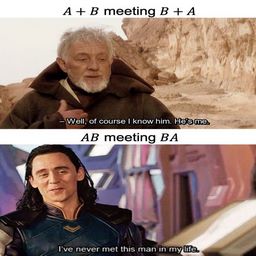 A + B meeting B + A
– Well, of course I know him. He's me.
AB meeting BA
I've never met this man in my life.